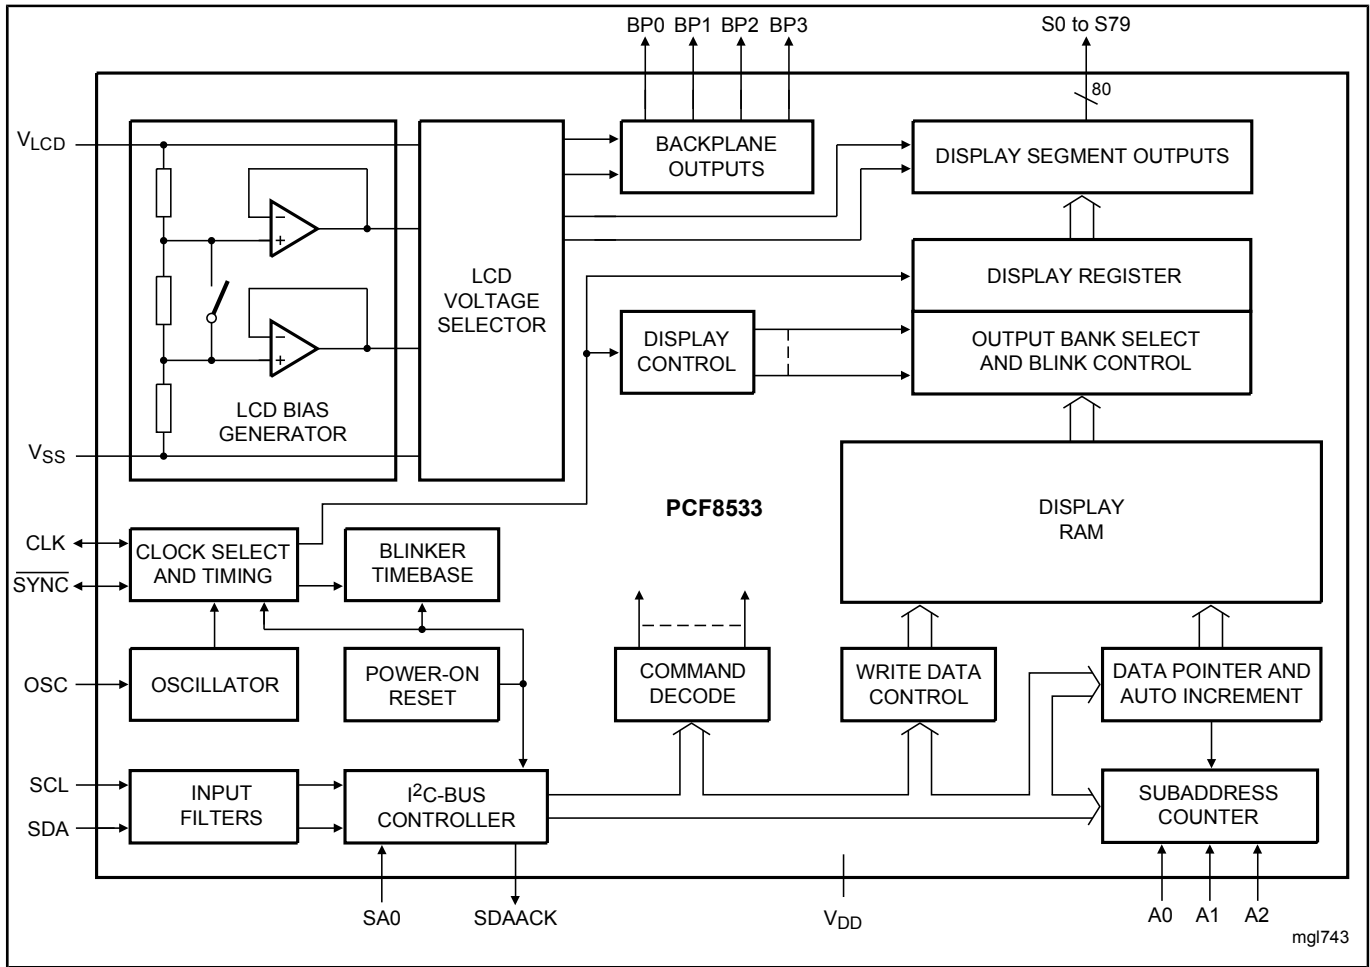 BP0 BP1 BP2 BP3
S0 to S79
80
VLCD
BACKPLANE
OUTPUTS
DISPLAY SEGMENT OUTPUTS
−
+
−
+
LCD
VOLTAGE
SELECTOR
DISPLAY REGISTER
DISPLAY
CONTROL
OUTPUT BANK SELECT
AND BLINK CONTROL
LCD BIAS
GENERATOR
VSS
PCF8533
DISPLAY
RAM
CLK
SYNC
CLOCK SELECT
AND TIMING
BLINKER
TIMEBASE
OSC
OSCILLATOR
POWER-ON
RESET
COMMAND
DECODE
WRITE DATA
CONTROL
DATA POINTER AND
AUTO INCREMENT
SCL
SDA
INPUT
FILTERS
I2C-BUS
CONTROLLER
SUBADDRESS
COUNTER
SA0
SDAACK
VDD
A0 A1 A2
mgl743